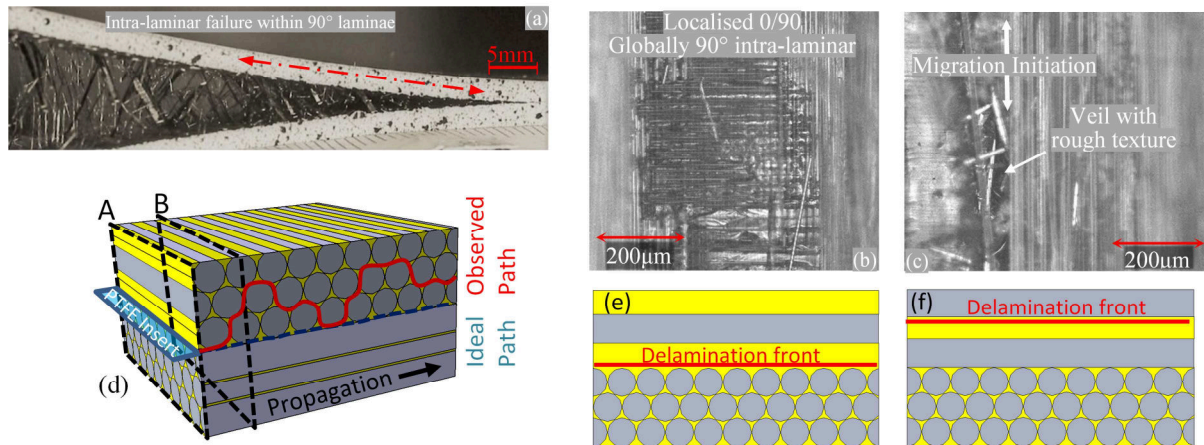 Intra-laminar failure within 90° laminae
(a)
5mm
Localised 0/90
Globally 90° intra-laminar
200μm
(b)
Migration Initiation
Veil with
rough texture
(c)
200μm
A
B
PTFE Insert
(d)
Propagation
Observed
Path
Ideal
Path
(e)
Delamination front
(f)
Delamination front